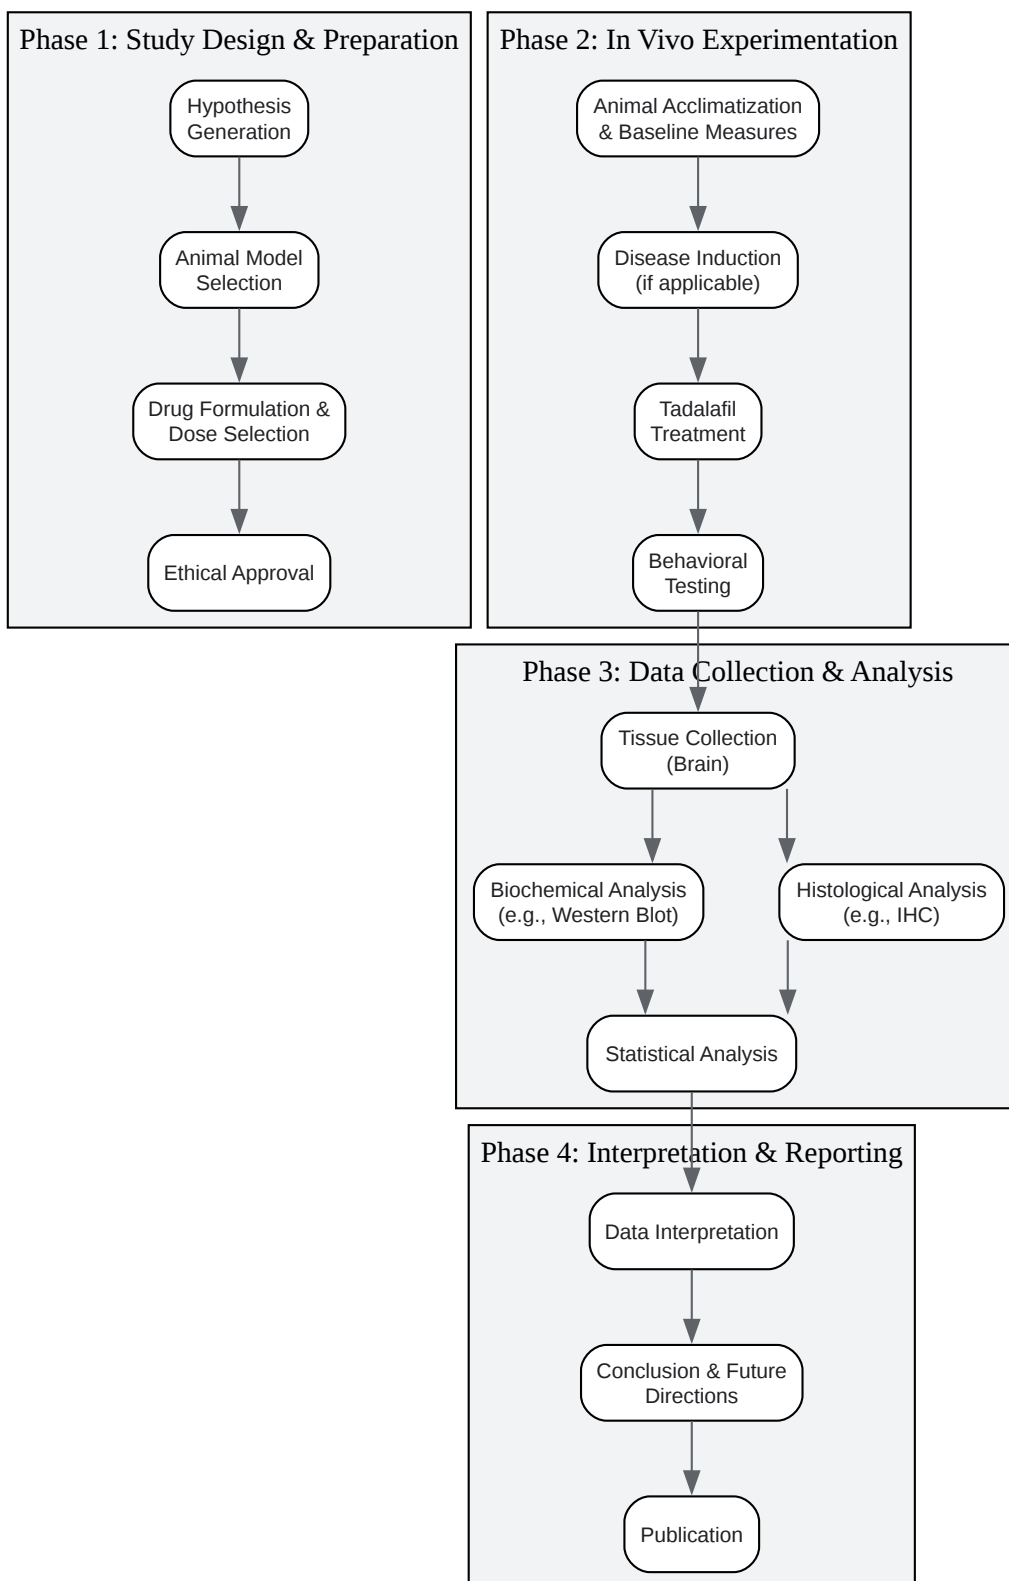 Phase 1: Study Design & Preparation
Hypothesis
Generation
Animal Model
Selection
Drug Formulation &
Dose Selection
Ethical Approval
Phase 2: In Vivo Experimentation
Animal Acclimatization
& Baseline Measures
Disease Induction
(if applicable)
Tadalafil
Treatment
Behavioral
Testing
Phase 3: Data Collection & Analysis
Tissue Collection
(Brain)
Biochemical Analysis
(e.g., Western Blot)
Histological Analysis
(e.g., IHC)
Statistical Analysis
Phase 4: Interpretation & Reporting
Data Interpretation
Conclusion & Future
Directions
Publication